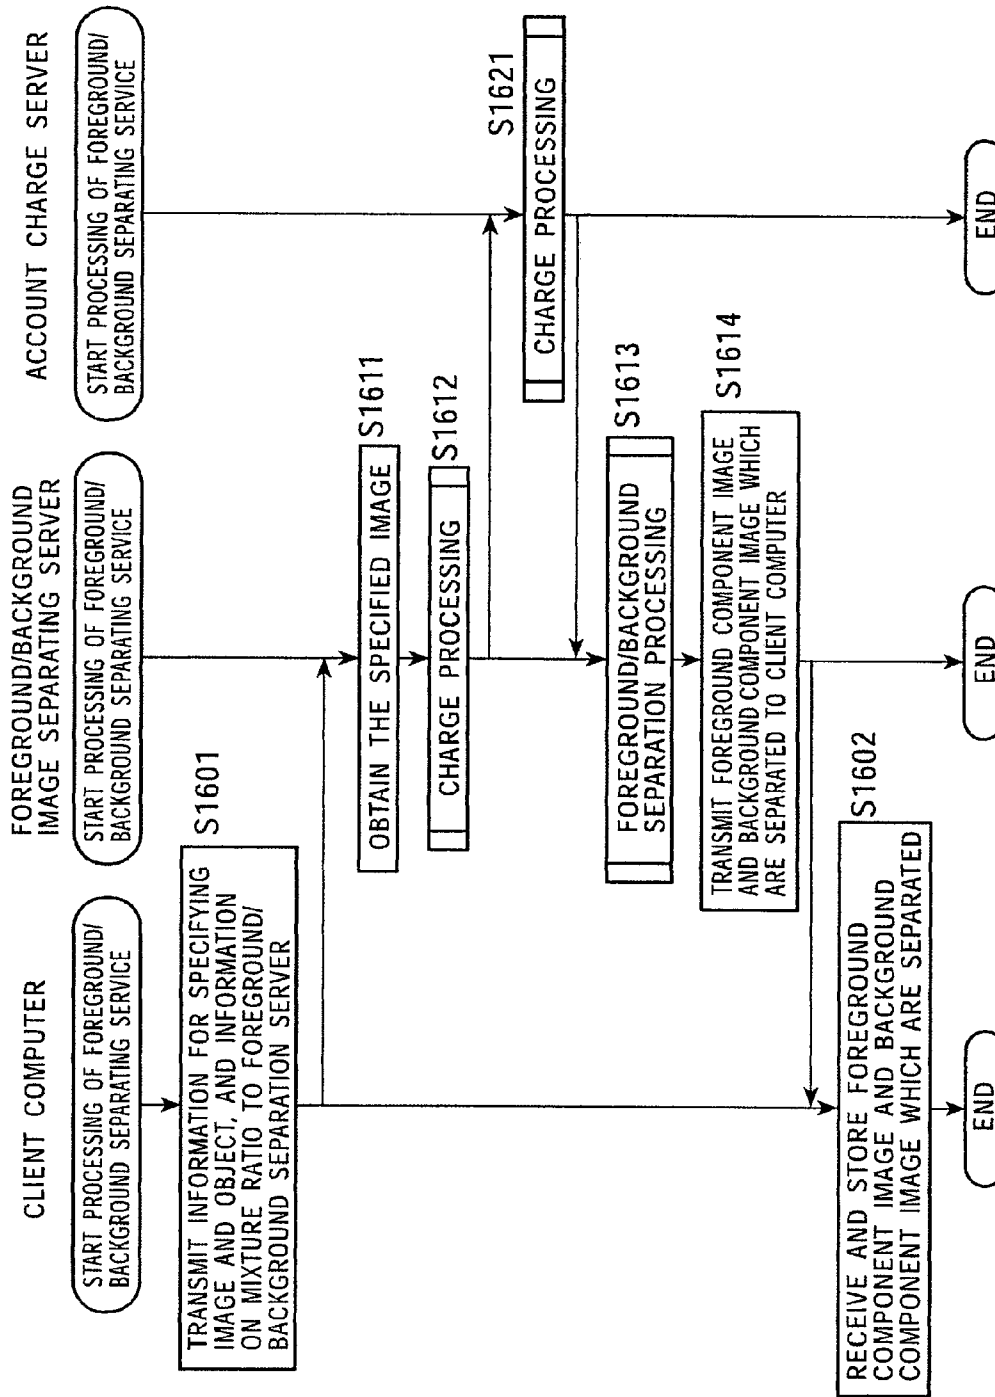 CLIENT COMPUTER
START PROCESSING OF FOREGROUND/
BACKGROUND SEPARATING SERVICE
S1601
TRANSMIT INFORMATION FOR SPECIFYING
IMAGE AND OBJECT, AND INFORMATION
ON MIXTURE RATIO TO FOREGROUND/
BACKGROUND SEPARATION SERVER
S1602
RECEIVE AND STORE FOREGROUND
COMPONENT IMAGE AND BACKGROUND
COMPONENT IMAGE WHICH ARE SEPARATED
END
FOREGROUND/BACKGROUND
IMAGE SEPARATING SERVER
START PROCESSING OF FOREGROUND/
BACKGROUND SEPARATING SERVICE
S1611
OBTAIN THE SPECIFIED IMAGE
S1612
CHARGE PROCESSING
S1613
FOREGROUND/BACKGROUND
SEPARATION PROCESSING
S1614
TRANSMIT FOREGROUND COMPONENT IMAGE
AND BACKGROUND COMPONENT IMAGE WHICH
ARE SEPARATED TO CLIENT COMPUTER
END
ACCOUNT CHARGE SERVER
START PROCESSING OF FOREGROUND/
BACKGROUND SEPARATING SERVICE
S1621
CHARGE PROCESSING
END